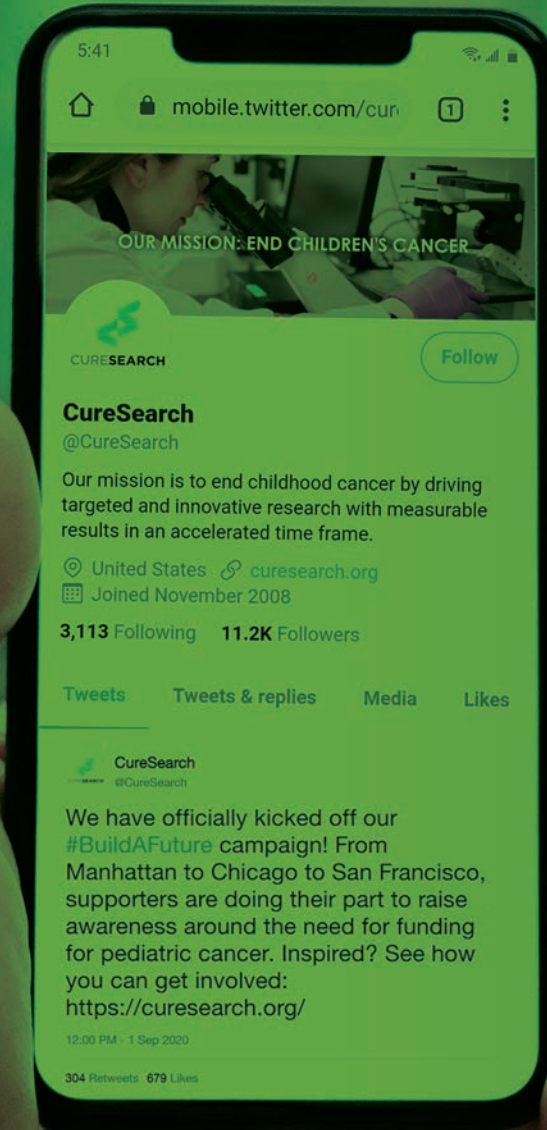 5:41
mobile.twitter.com/cur
1
OUR MISSION: END CHILDREN'S CANCER
CURESEARCH
Follow
CureSearch
@CureSearch
Our mission is to end childhood cancer by driving
targeted and innovative research with measurable
results in an accelerated time frame.
United States curesearch.org
Joined November 2008
3,113 Following 11.2K Followers
Tweets Tweets & replies Media Likes
CureSearch
CURESEARCH @CureSearch
We have officially kicked off our
#BuildAFuture campaign! From
Manhattan to Chicago to San Francisco,
supporters are doing their part to raise
awareness around the need for funding
for pediatric cancer. Inspired? See how
you can get involved:
https://curesearch.org/
12:00 PM - 1 Sep 2020
304 Retweets 679 Likes